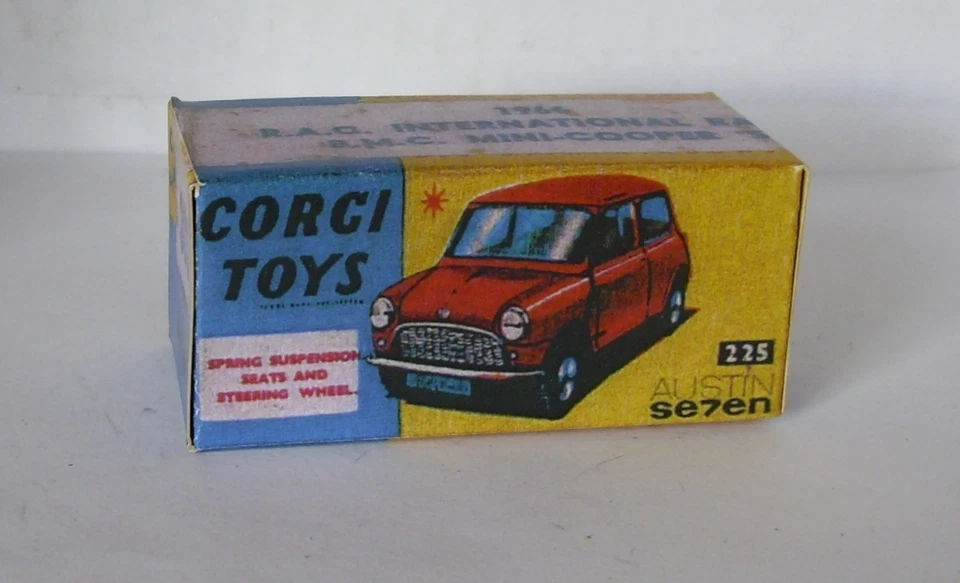 1966
R.A.C. INTERNATIONAL RA
B.M.C. MINI-COOPER
CORGI
TOYS
SPRING SUSPENSION
SEATS AND
STEERING WHEEL.
225
AUSTIN
se7en